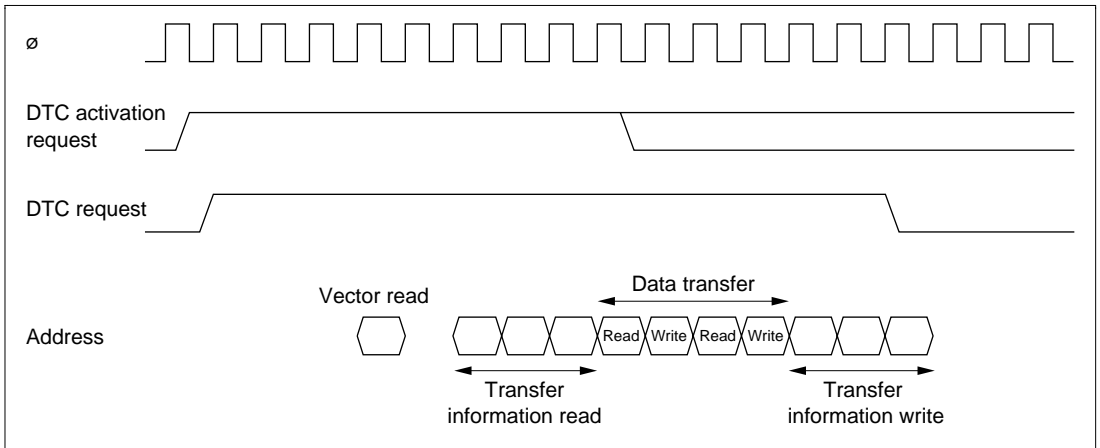 ø
DTC activation
request
DTC request
Vector read
Data transfer
Address
Read Write Read Write
Transfer
information read
Transfer
information write